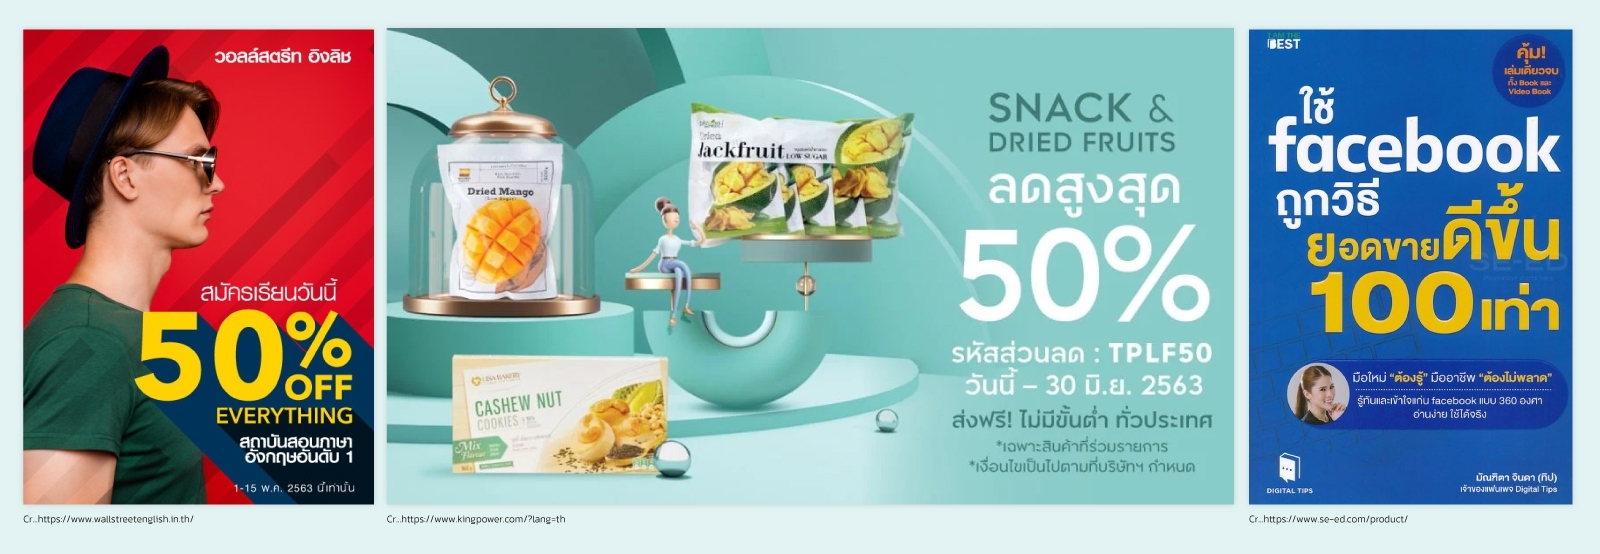 วอลล์สตรีท อิงลิช
สมัครเรียนวันนี้
50%
OFF
EVERYTHING
สถาบันสอนภาษา
อังกฤษอันดับ 1
1-15 พ.ค. 2563 นี้เท่านั้น
Cr...https://www.wallstreetenglish.in.th/
Dried Mango
Jackfruit LOW SUGAR
CASHEW NUT
COOKIES
Mix
Flavour
SNACK &
DRIED FRUITS
ลดสูงสุด
50%
รหัสส่วนลด : TPLF50
วันนี้ – 30 มิ.ย. 2563
ส่งฟรี! ไม่มีขั้นต่ำ ทั่วประเทศ
*เฉพาะสินค้าที่ร่วมรายการ
*เงื่อนไขเป็นไปตามที่บริษัทฯ กำหนด
Cr...https://www.kingpower.com/?lang=th
I AM THE
BEST
คุ้ม!
เล่มเดียวจบ
ทั้ง Book และ
Video Book
ใช้
facebook
ถูกวิธี
ยอดขายดีขึ้น
100เท่า
SE-ED
มือใหม่ “ต้องรู้” มืออาชีพ “ต้องไม่พลาด”
รู้ทันและเข้าใจแก่น facebook แบบ 360 องศา
อ่านง่าย ใช้ได้จริง
DIGITAL TIPS
มัณฑิตา จินดา (ทิป)
เจ้าของแฟนเพจ Digital Tips
Cr...https://www.se-ed.com/product/